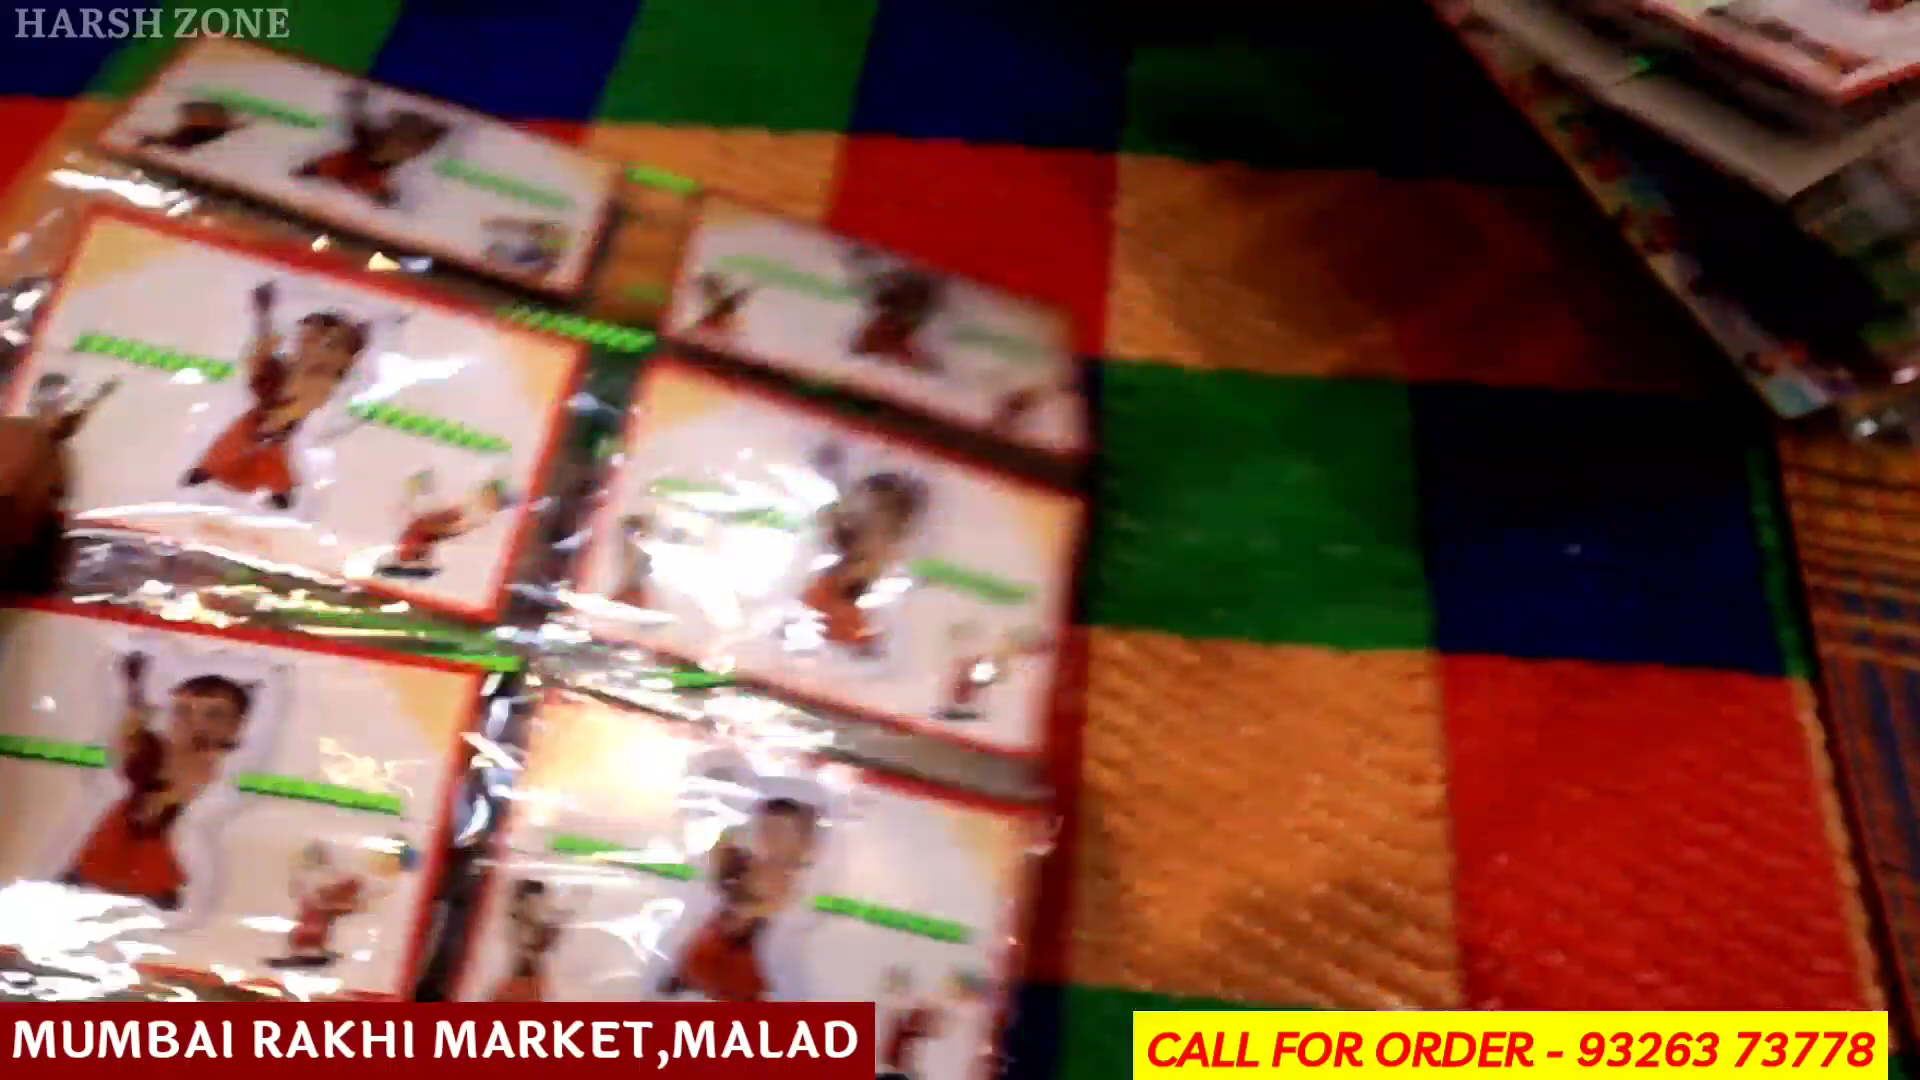 HARSH ZONE
MUMBAI RAKHI MARKET,MALAD
CALL FOR ORDER - 93263 73778